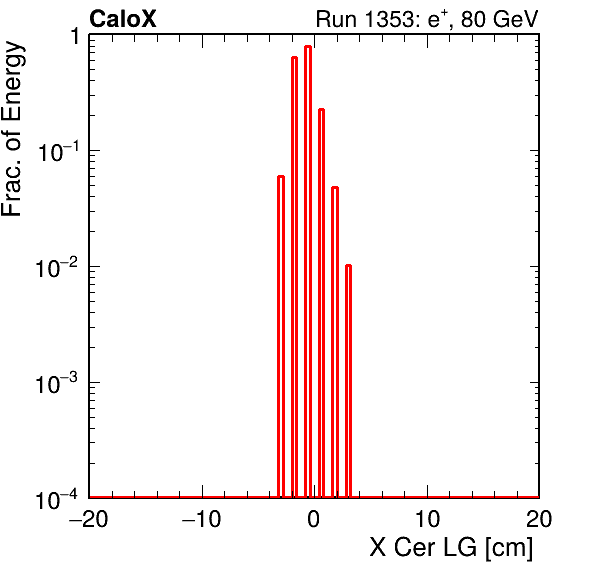 CaloX Run 1353: e⁺, 80 GeV
Frac. of Energy
1
10⁻¹
10⁻²
10⁻³
10⁻⁴
−20 −10 0 10 20
X Cer LG [cm]